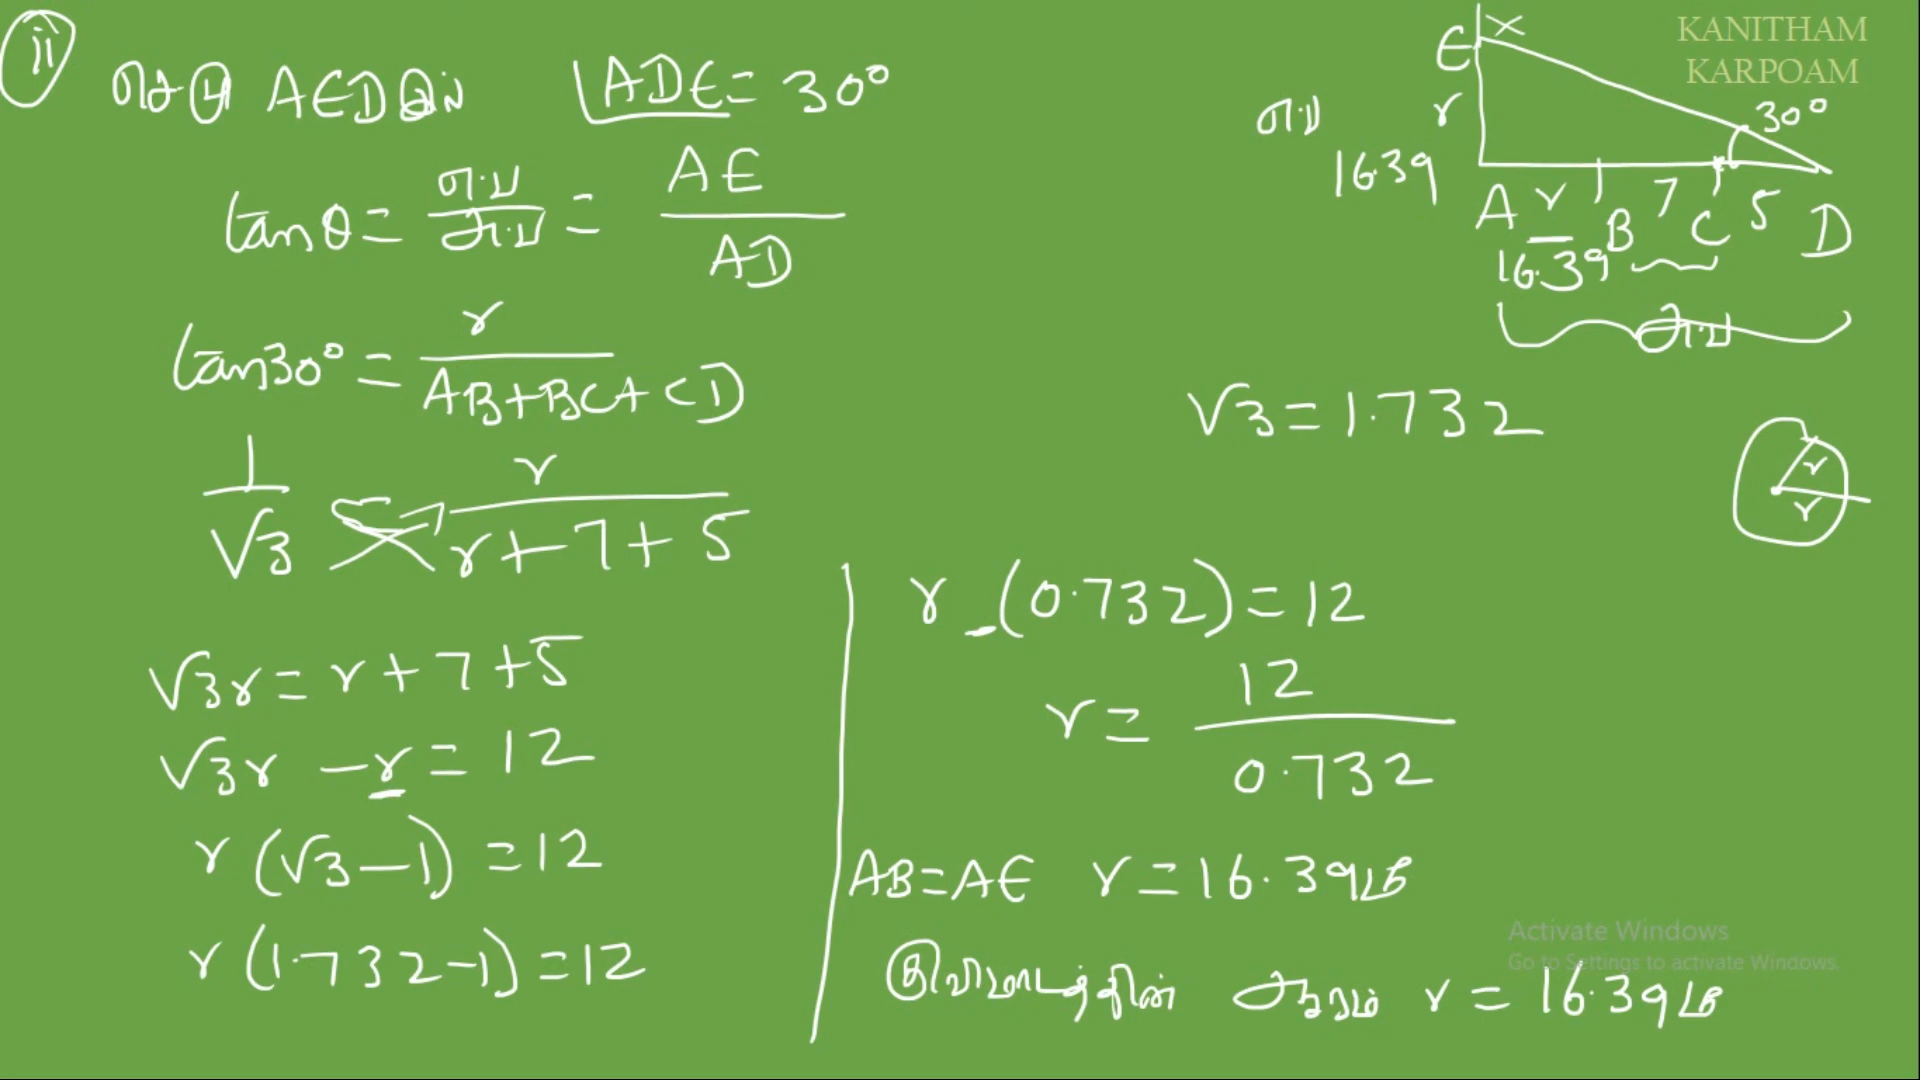 ii
செ.மு AED இல் ∟ADE = 30°
tanθ = எ.ப / அ.ப = AE / AD
tan30° = r / AB+BC+CD
1 / √3 = r / r+7+5
√3r = r+7+5
√3r - r = 12
r(√3-1) = 12
r(1.732-1) = 12
KANITHAM
KARPOAM
E X
எ.ப r 30°
16.39
A r B 7 C 5 D
16.39
அ.ப
√3 = 1.732
r
r
r (0.732) = 12
r = 12 / 0.732
AB = AE r = 16.39மீ
குவிமாடத்தின் ஆரம் r = 16.39மீ
Activate Windows
Go to Settings to activate Windows.